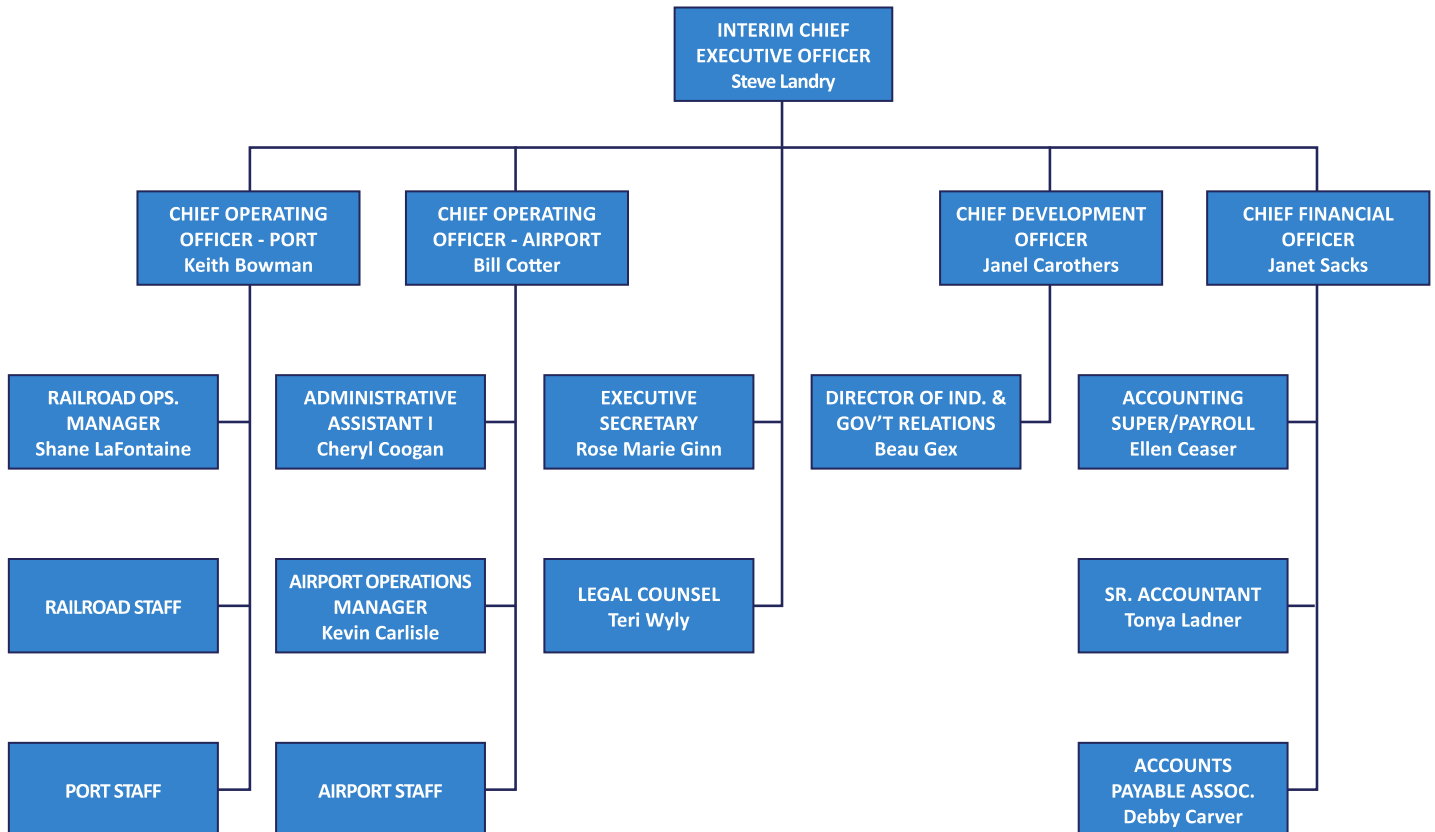 INTERIM CHIEF
EXECUTIVE OFFICER
Steve Landry
CHIEF OPERATING
OFFICER - PORT
Keith Bowman
CHIEF OPERATING
OFFICER - AIRPORT
Bill Cotter
CHIEF DEVELOPMENT
OFFICER
Janel Carothers
CHIEF FINANCIAL
OFFICER
Janet Sacks
RAILROAD OPS.
MANAGER
Shane LaFontaine
ADMINISTRATIVE
ASSISTANT I
Cheryl Coogan
EXECUTIVE
SECRETARY
Rose Marie Ginn
DIRECTOR OF IND. &
GOV'T RELATIONS
Beau Gex
ACCOUNTING
SUPER/PAYROLL
Ellen Ceaser
RAILROAD STAFF
AIRPORT OPERATIONS
MANAGER
Kevin Carlisle
LEGAL COUNSEL
Teri Wyly
SR. ACCOUNTANT
Tonya Ladner
PORT STAFF
AIRPORT STAFF
ACCOUNTS
PAYABLE ASSOC.
Debby Carver